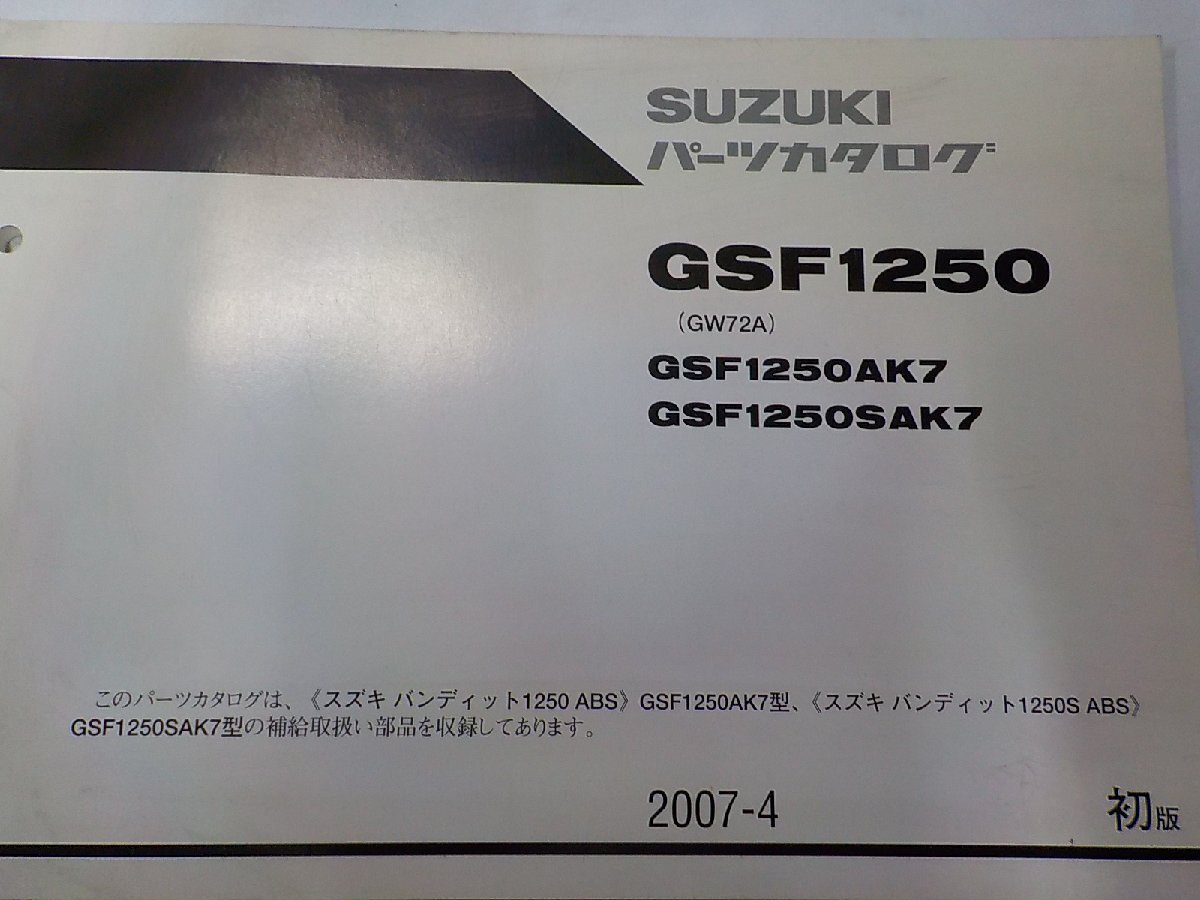 SUZUKI
パーツカタログ
GSF1250
(GW72A)
GSF1250AK7
GSF1250SAK7
このパーツカタログは、《スズキ バンディット1250 ABS》GSF1250AK7型、《スズキ バンディット1250S ABS》
GSF1250SAK7型の補給取扱い部品を収録してあります。
2007-4 初版